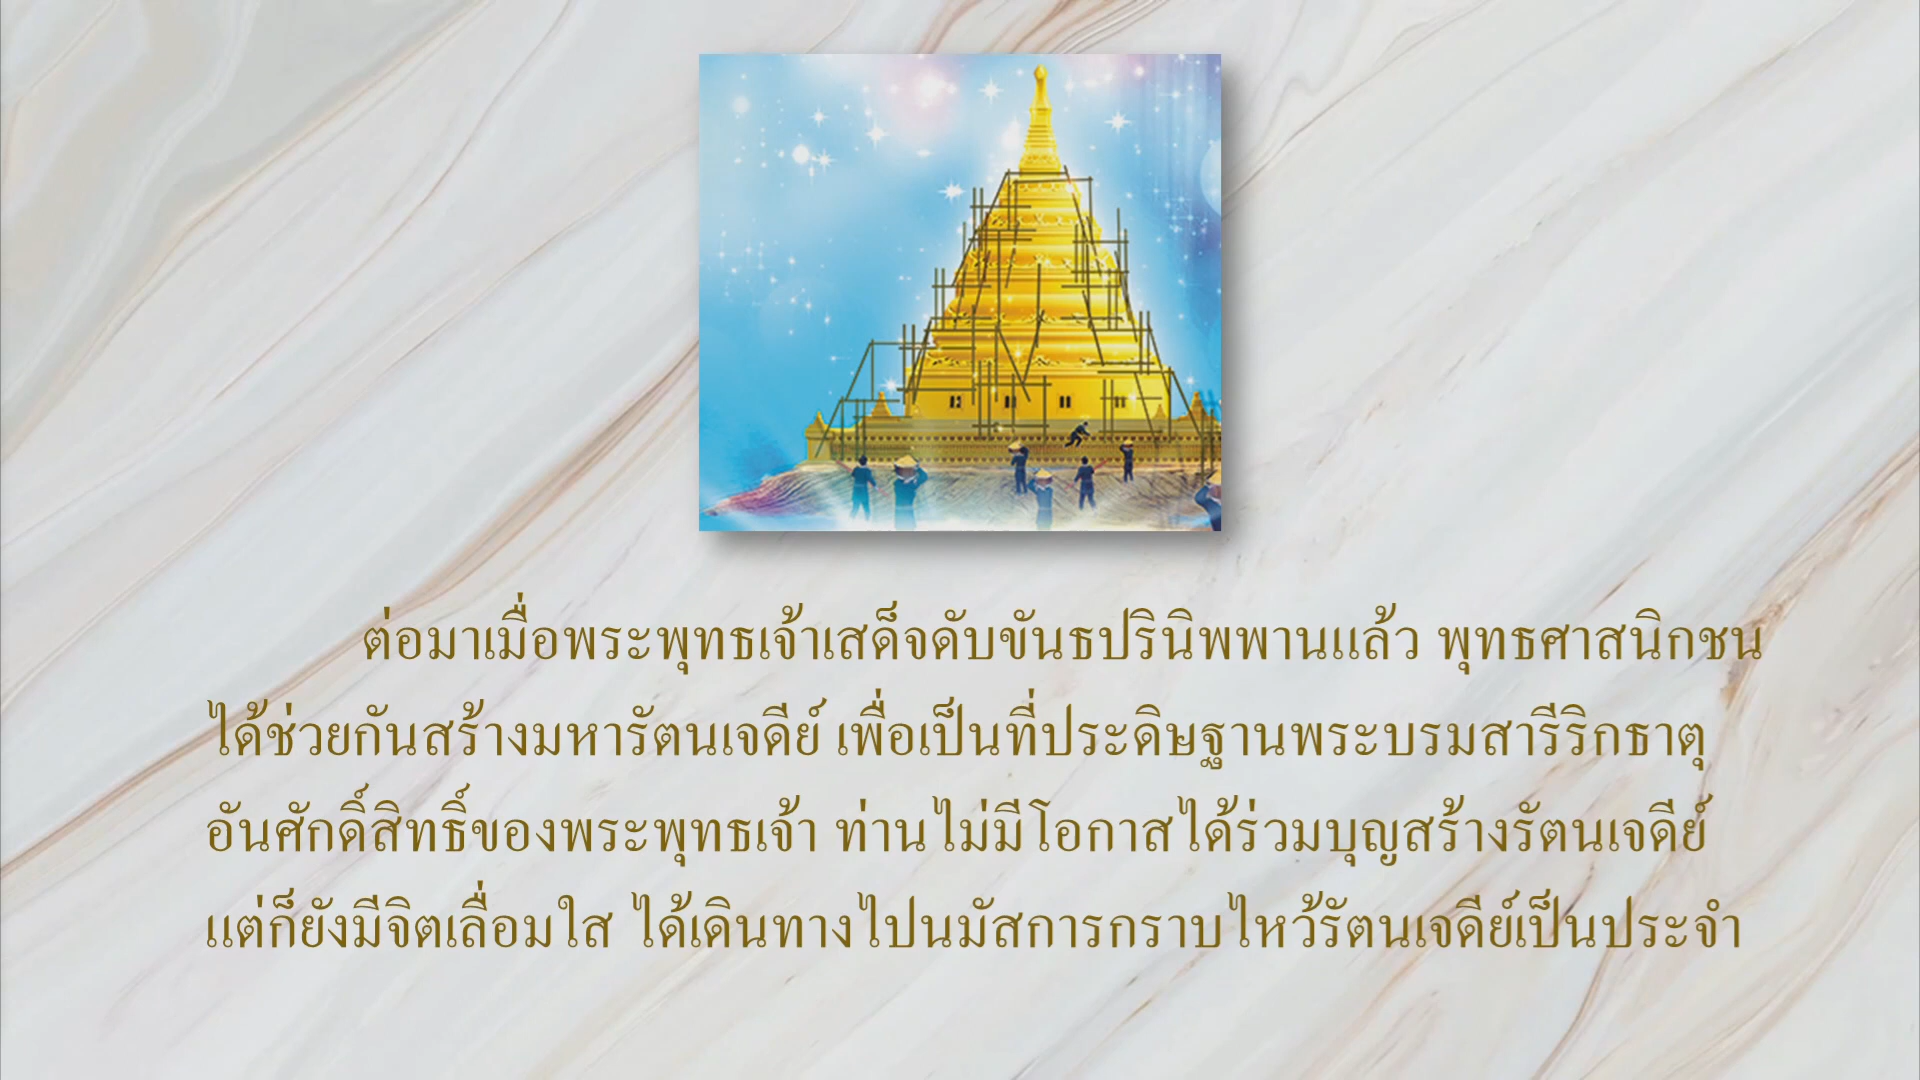 ต่อมาเมื่อพระพุทธเจ้าเสด็จดับขันธปรินิพพานแล้ว พุทธศาสนิกชน
ได้ช่วยกันสร้างมหารัตนเจดีย์ เพื่อเป็นที่ประดิษฐานพระบรมสารีริกธาตุ
อันศักดิ์สิทธิ์ของพระพุทธเจ้า ท่านไม่มีโอกาสได้ร่วมบุญสร้างรัตนเจดีย์
แต่ก็ยังมีจิตเลื่อมใส ได้เดินทางไปนมัสการกราบไหว้รัตนเจดีย์เป็นประจำ